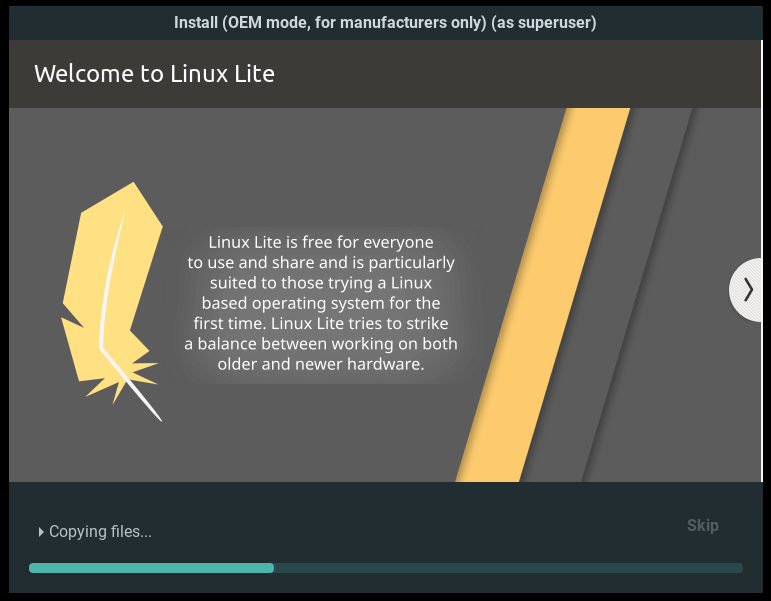 Install (OEM mode, for manufacturers only) (as superuser)
Welcome to Linux Lite
Linux Lite is free for everyone
to use and share and is particularly
suited to those trying a Linux
based operating system for the
first time. Linux Lite tries to strike
a balance between working on both
older and newer hardware.
Copying files...
Skip